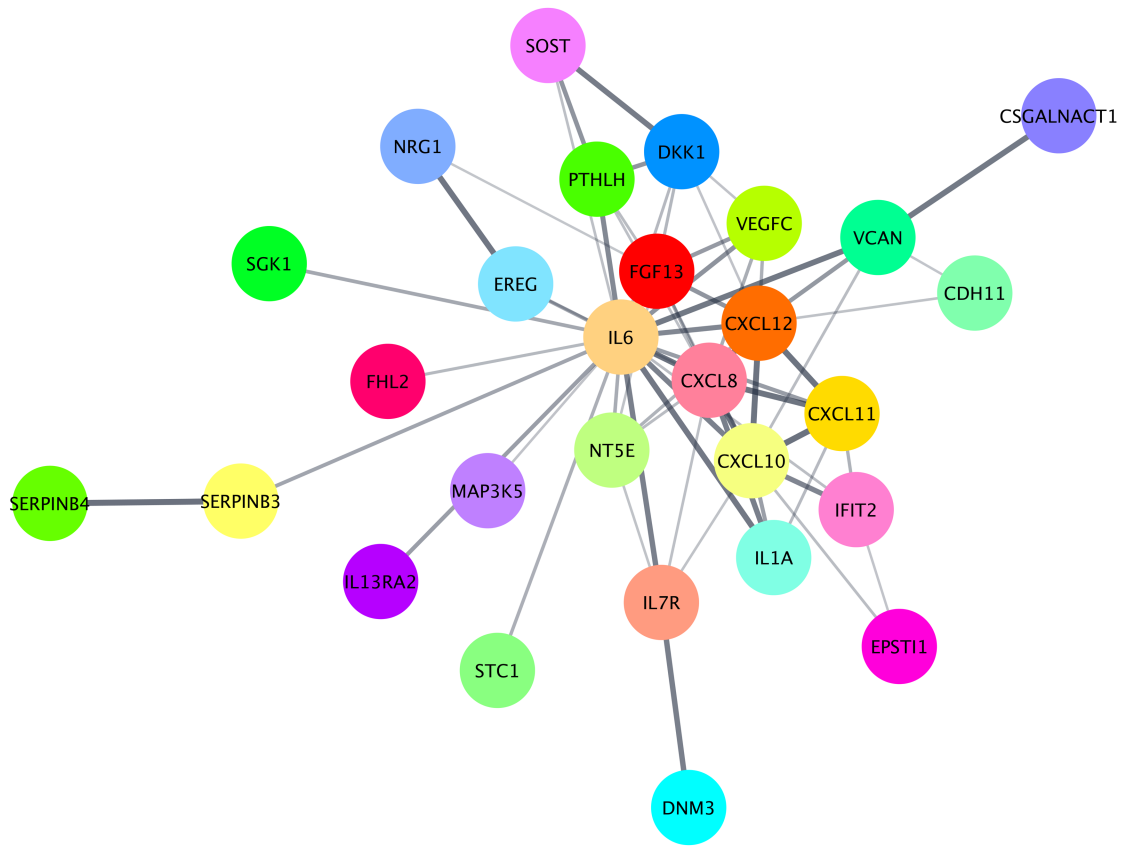 SOST
CSGALNACT1
NRG1
DKK1
PTHLH
VEGFC
VCAN
SGK1
FGF13
EREG
CDH11
CXCL12
IL6
FHL2
CXCL8
CXCL11
NT5E
CXCL10
MAP3K5
SERPINB4
SERPINB3
IFIT2
IL1A
IL13RA2
IL7R
EPSTI1
STC1
DNM3